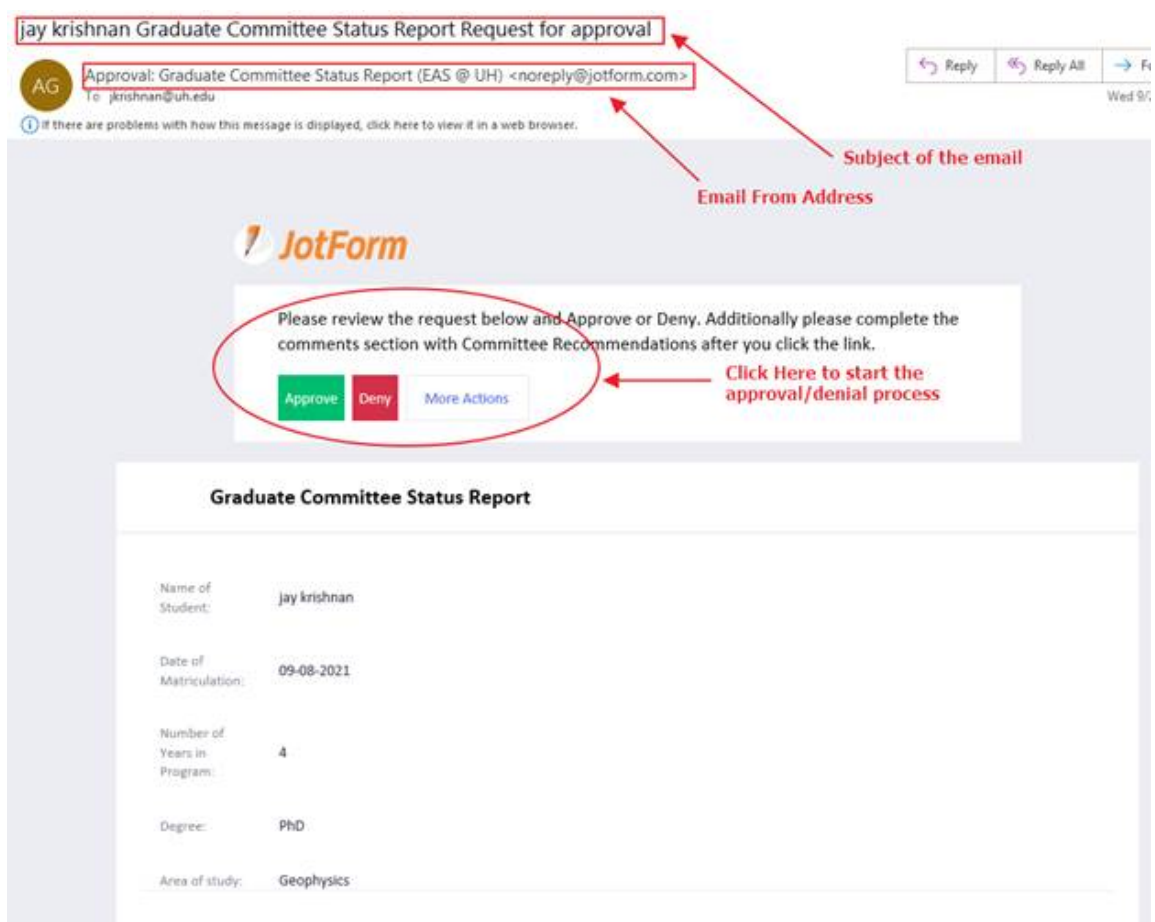 jay krishnan Graduate Committee Status Report Request for approval
AG
Approval: Graduate Committee Status Report (EAS @ UH) <noreply@jotform.com>
To jkrishnan@uh.edu
Reply
Reply All
Wed 9/
If there are problems with how this message is displayed, click here to view it in a web browser.
Subject of the email
Email From Address
JotForm
Please review the request below and Approve or Deny. Additionally please complete the
comments section with Committee Recommendations after you click the link.
Click Here to start the
approval/denial process
Approve
Deny
More Actions
Graduate Committee Status Report
Name of
Student:
jay krishnan
Date of
Matriculation:
09-08-2021
Number of
Years in
Program:
4
Degree:
PhD
Area of study:
Geophysics